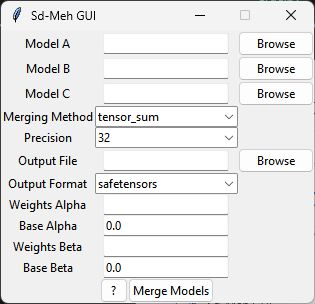 Sd-Meh GUI
Model A Browse
Model B Browse
Model C Browse
Merging Method tensor_sum
Precision 32
Output File Browse
Output Format safetensors
Weights Alpha
Base Alpha 0.0
Weights Beta
Base Beta 0.0
? Merge Models